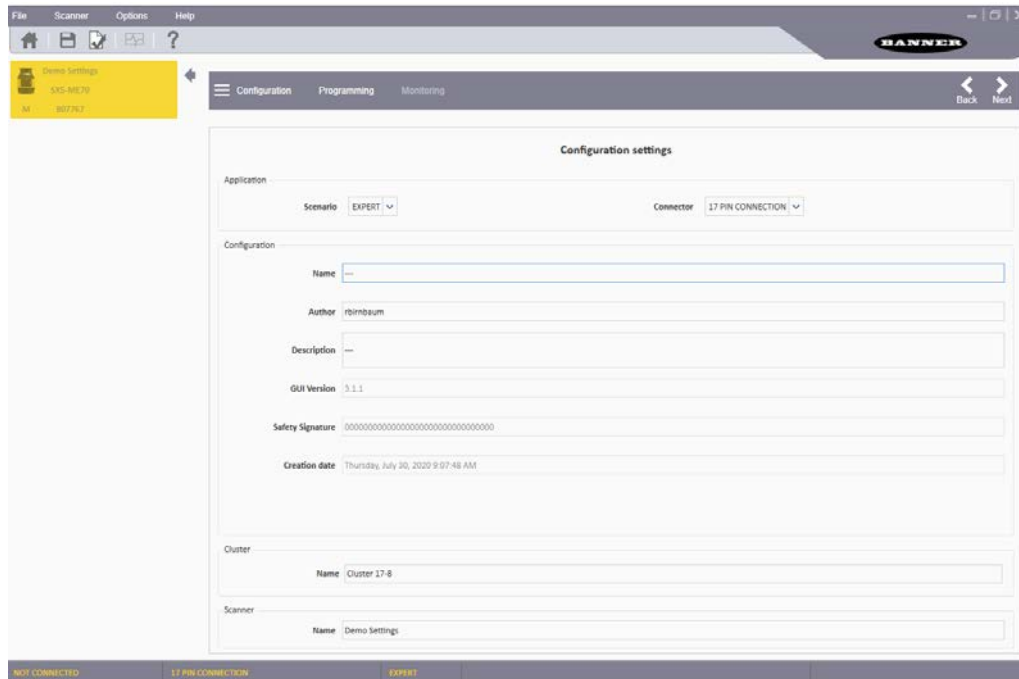 File Scanner Options Help
BANNER
Demo Settings
SXS-ME70
M 807767
Configuration Programming Monitoring
Back Next
Configuration settings
Application
Scenario EXPERT Connector 17 PIN CONNECTION
Configuration
Name ---
Author rbirnbaum
Description ---
GUI Version 3.1.1
Safety Signature
Creation date Thursday, July 30, 2020 9:07:48 AM
Cluster
Name Cluster 17-8
Scanner
Name Demo Settings
NOT CONNECTED 17 PIN CONNECTION EXPERT